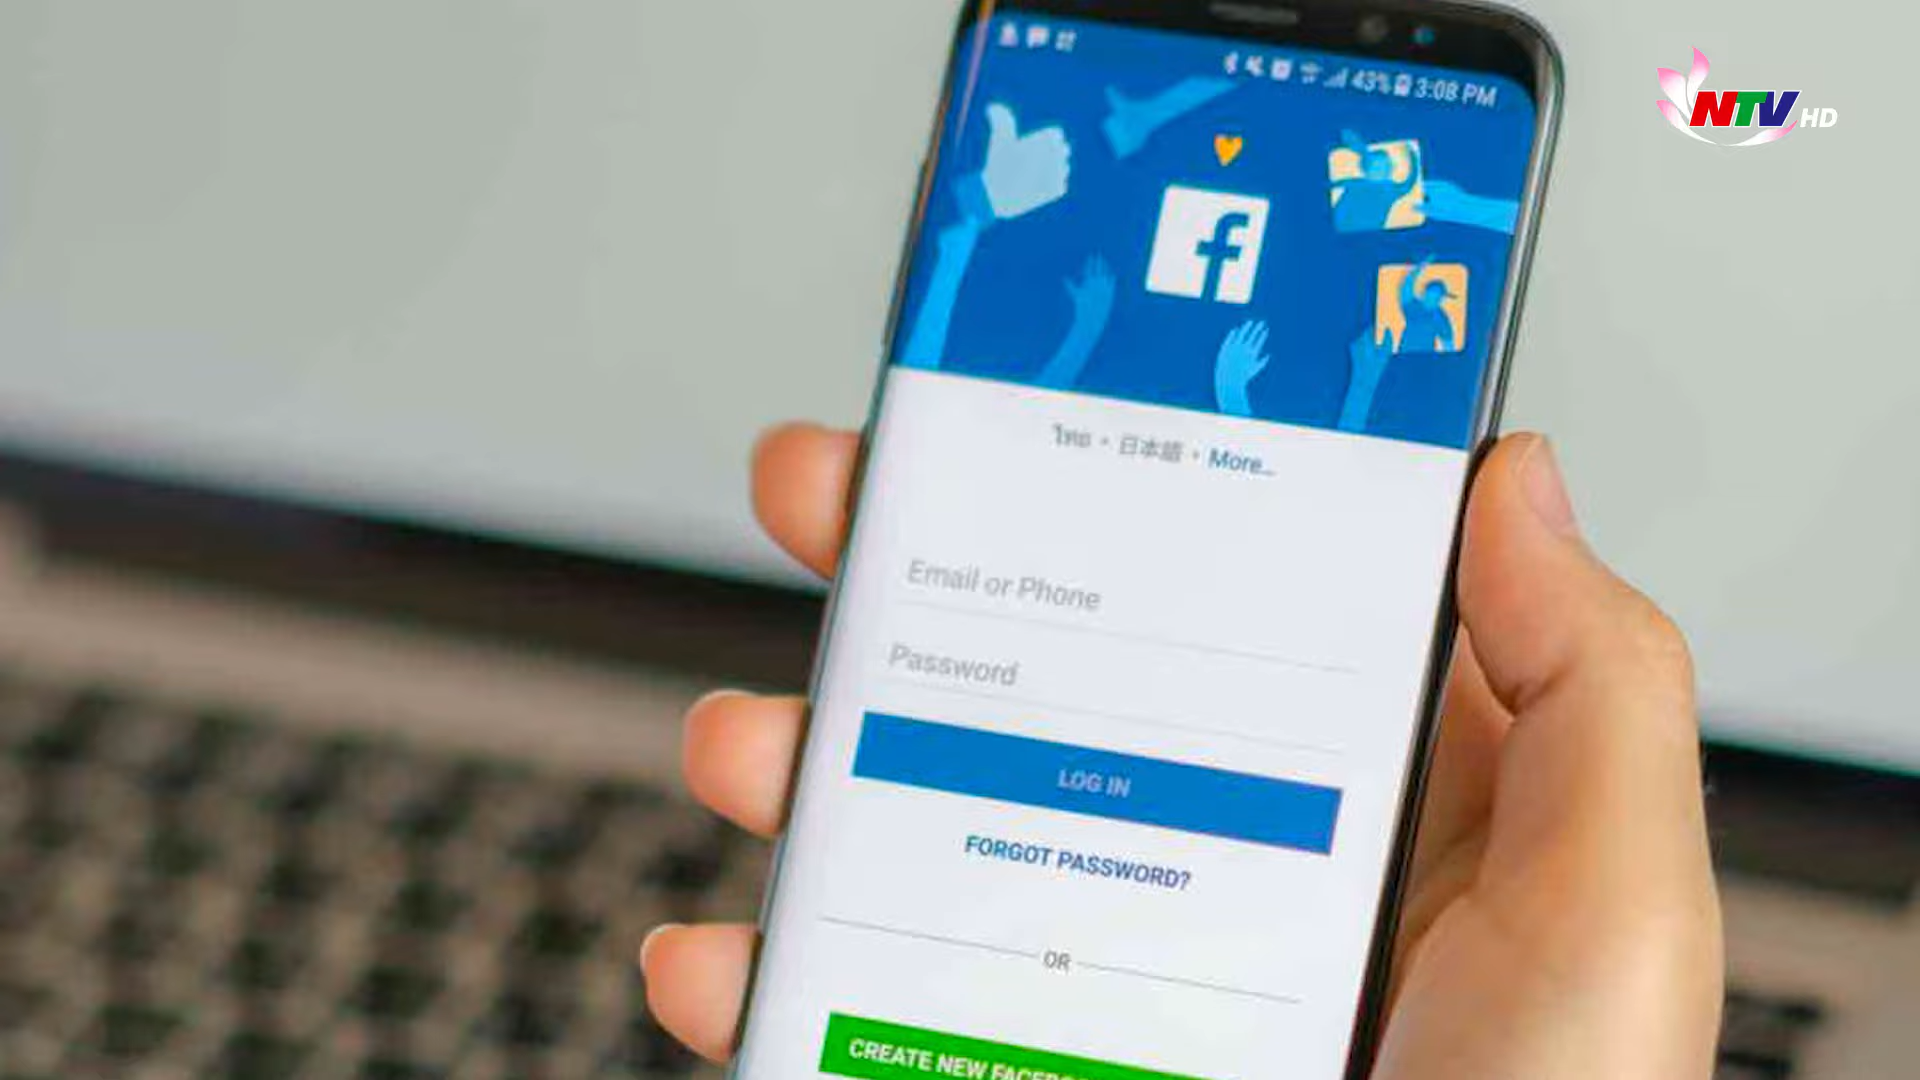 NTV HD
43% 3:08 PM
f
ไทย • 日本語 • More...
Email or Phone
Password
LOG IN
FORGOT PASSWORD?
OR
CREATE NEW